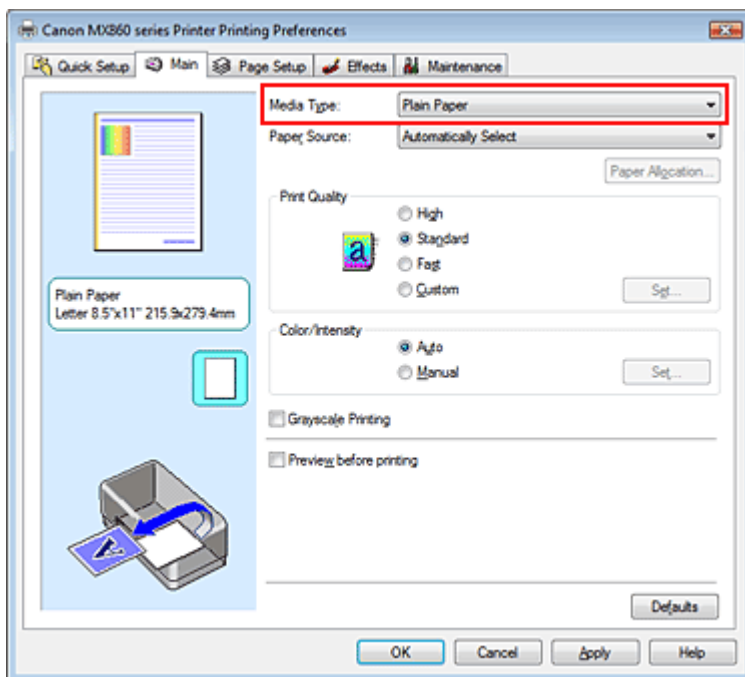 Canon MX860 series Printer Printing Preferences
Quick Setup Main Page Setup Effects Maintenance
Media Type: Plain Paper
Paper Source: Automatically Select
Paper Allocation...
Print Quality
High
a Standard
Fast
Custom Set...
Plain Paper
Letter 8.5"x11" 215.9x279.4mm
Color/Intensity
Auto
Manual Set...
Grayscale Printing
Preview before printing
A
Defaults
OK Cancel Apply Help